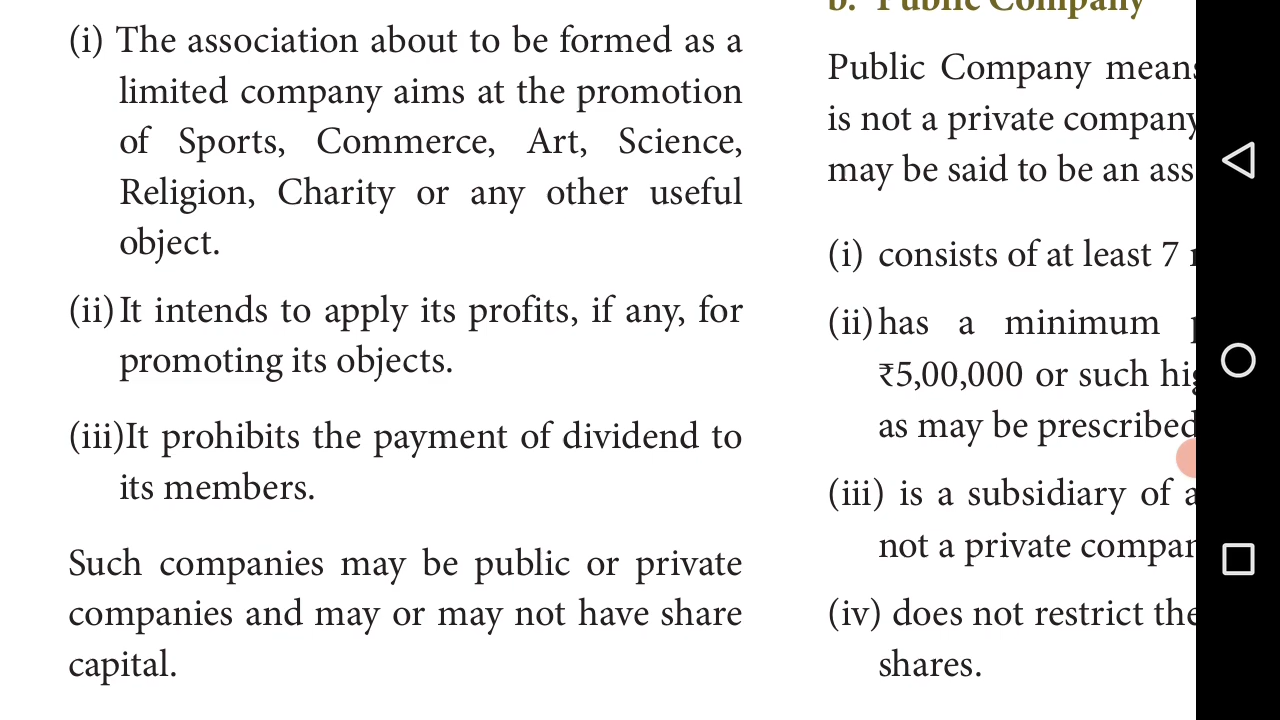 (i) The association about to be formed as a
limited company aims at the promotion
of Sports, Commerce, Art, Science,
Religion, Charity or any other useful
object.
(ii) It intends to apply its profits, if any, for
promoting its objects.
(iii)It prohibits the payment of dividend to
its members.
Such companies may be public or private
companies and may or may not have share
capital.
b. Public Company
Public Company means
is not a private company
may be said to be an
(i) consists of at least 7
(ii) has a minimum
₹5,00,000 or such
as may be prescribed
(iii) is a subsidiary of
not a private
(iv) does not restrict the
shares.